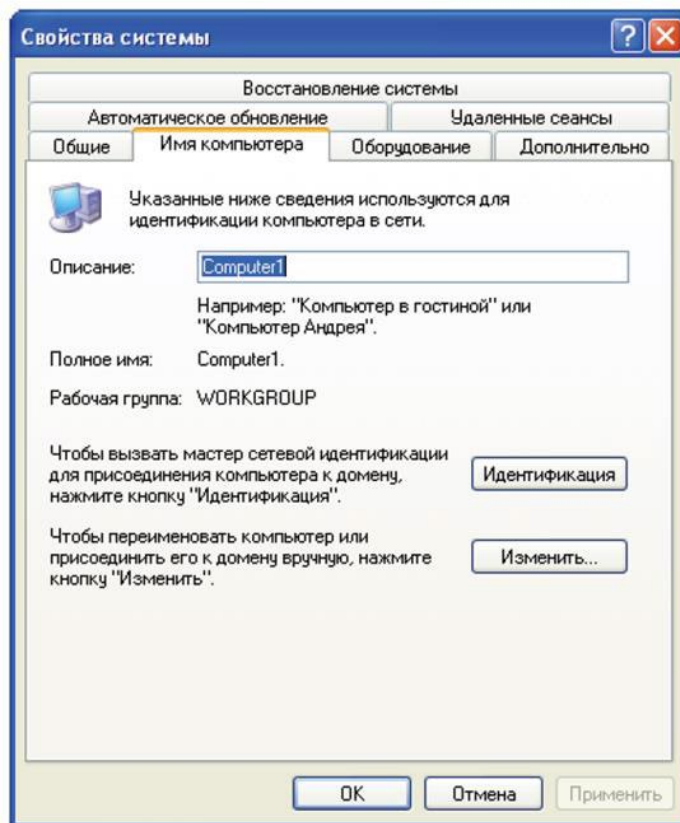 Свойства системы
Восстановление системы
Автоматическое обновление Удаленные сеансы
Общие Имя компьютера Оборудование Дополнительно
Указанные ниже сведения используются для
идентификации компьютера в сети.
Описание: Computer1
Например: "Компьютер в гостиной" или
"Компьютер Андрея".
Полное имя: Computer1.
Рабочая группа: WORKGROUP
Чтобы вызвать мастер сетевой идентификации
для присоединения компьютера к домену,
нажмите кнопку "Идентификация".
Идентификация
Чтобы переименовать компьютер или
присоединить его к домену вручную, нажмите
кнопку "Изменить".
Изменить...
OK Отмена Применить